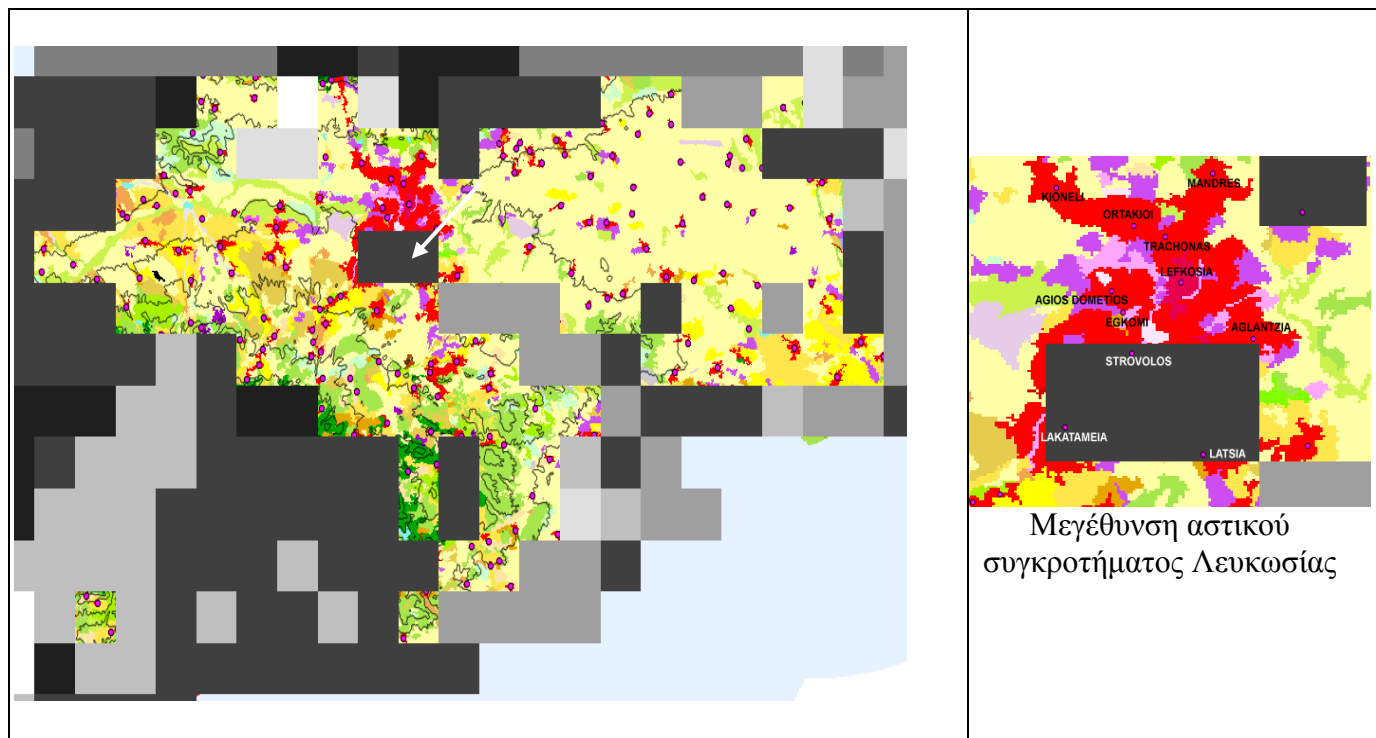 KIONELI
MANDRES
ORTAKIOI
TRACHONAS
LEFKOSIA
AGIOS DOMETIOS
EGKOMI
AGLANTZIA
STROVOLOS
LAKATAMEIA
LATSIA
Μεγέθυνση αστικού
συγκροτήματος Λευκωσίας